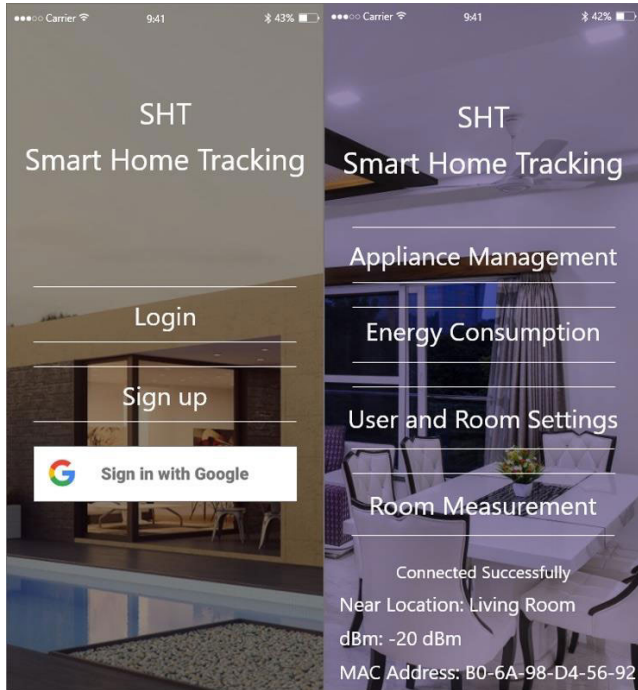 Carrier 9:41 43%
SHT
Smart Home Tracking
Login
Sign up
G Sign in with Google
Carrier 9:41 42%
SHT
Smart Home Tracking
Appliance Management
Energy Consumption
User and Room Settings
Room Measurement
Connected Successfully
Near Location: Living Room
dBm: -20 dBm
MAC Address: B0-6A-98-D4-56-92